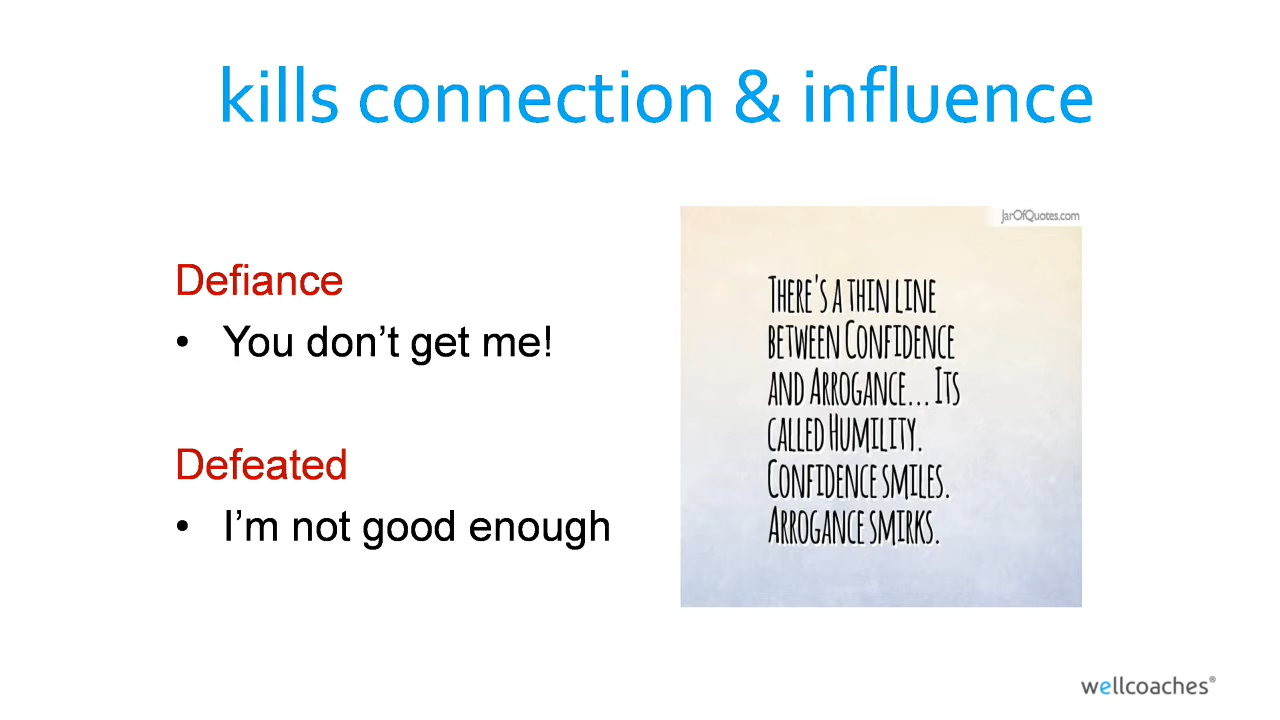 kills connection & influence
Defiance
• You don’t get me!
Defeated
• I’m not good enough
JarOfQuotes.com
THERE'S A THIN LINE
BETWEEN CONFIDENCE
AND ARROGANCE... ITS
CALLED HUMILITY.
CONFIDENCE SMILES.
ARROGANCE SMIRKS.
wellcoaches®